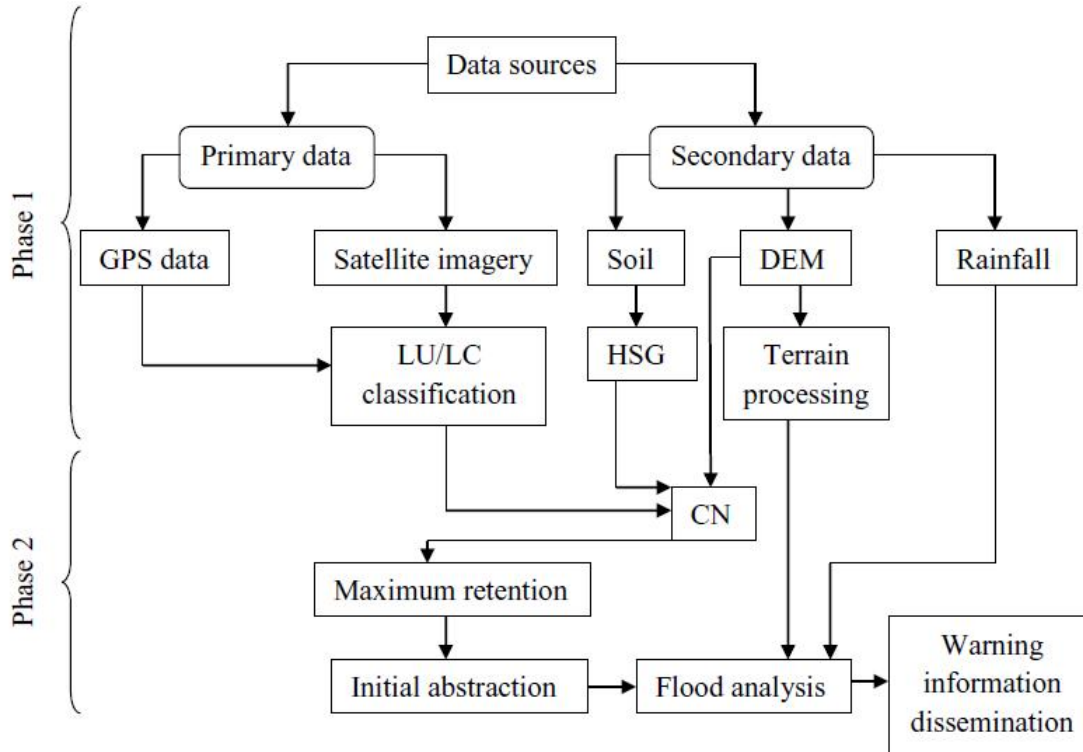 Phase 1
Data sources
Primary data
Secondary data
GPS data
Satellite imagery
Soil
DEM
Rainfall
LU/LC
classification
HSG
Terrain
processing
Phase 2
CN
Maximum retention
Initial abstraction
Flood analysis
Warning
information
dissemination